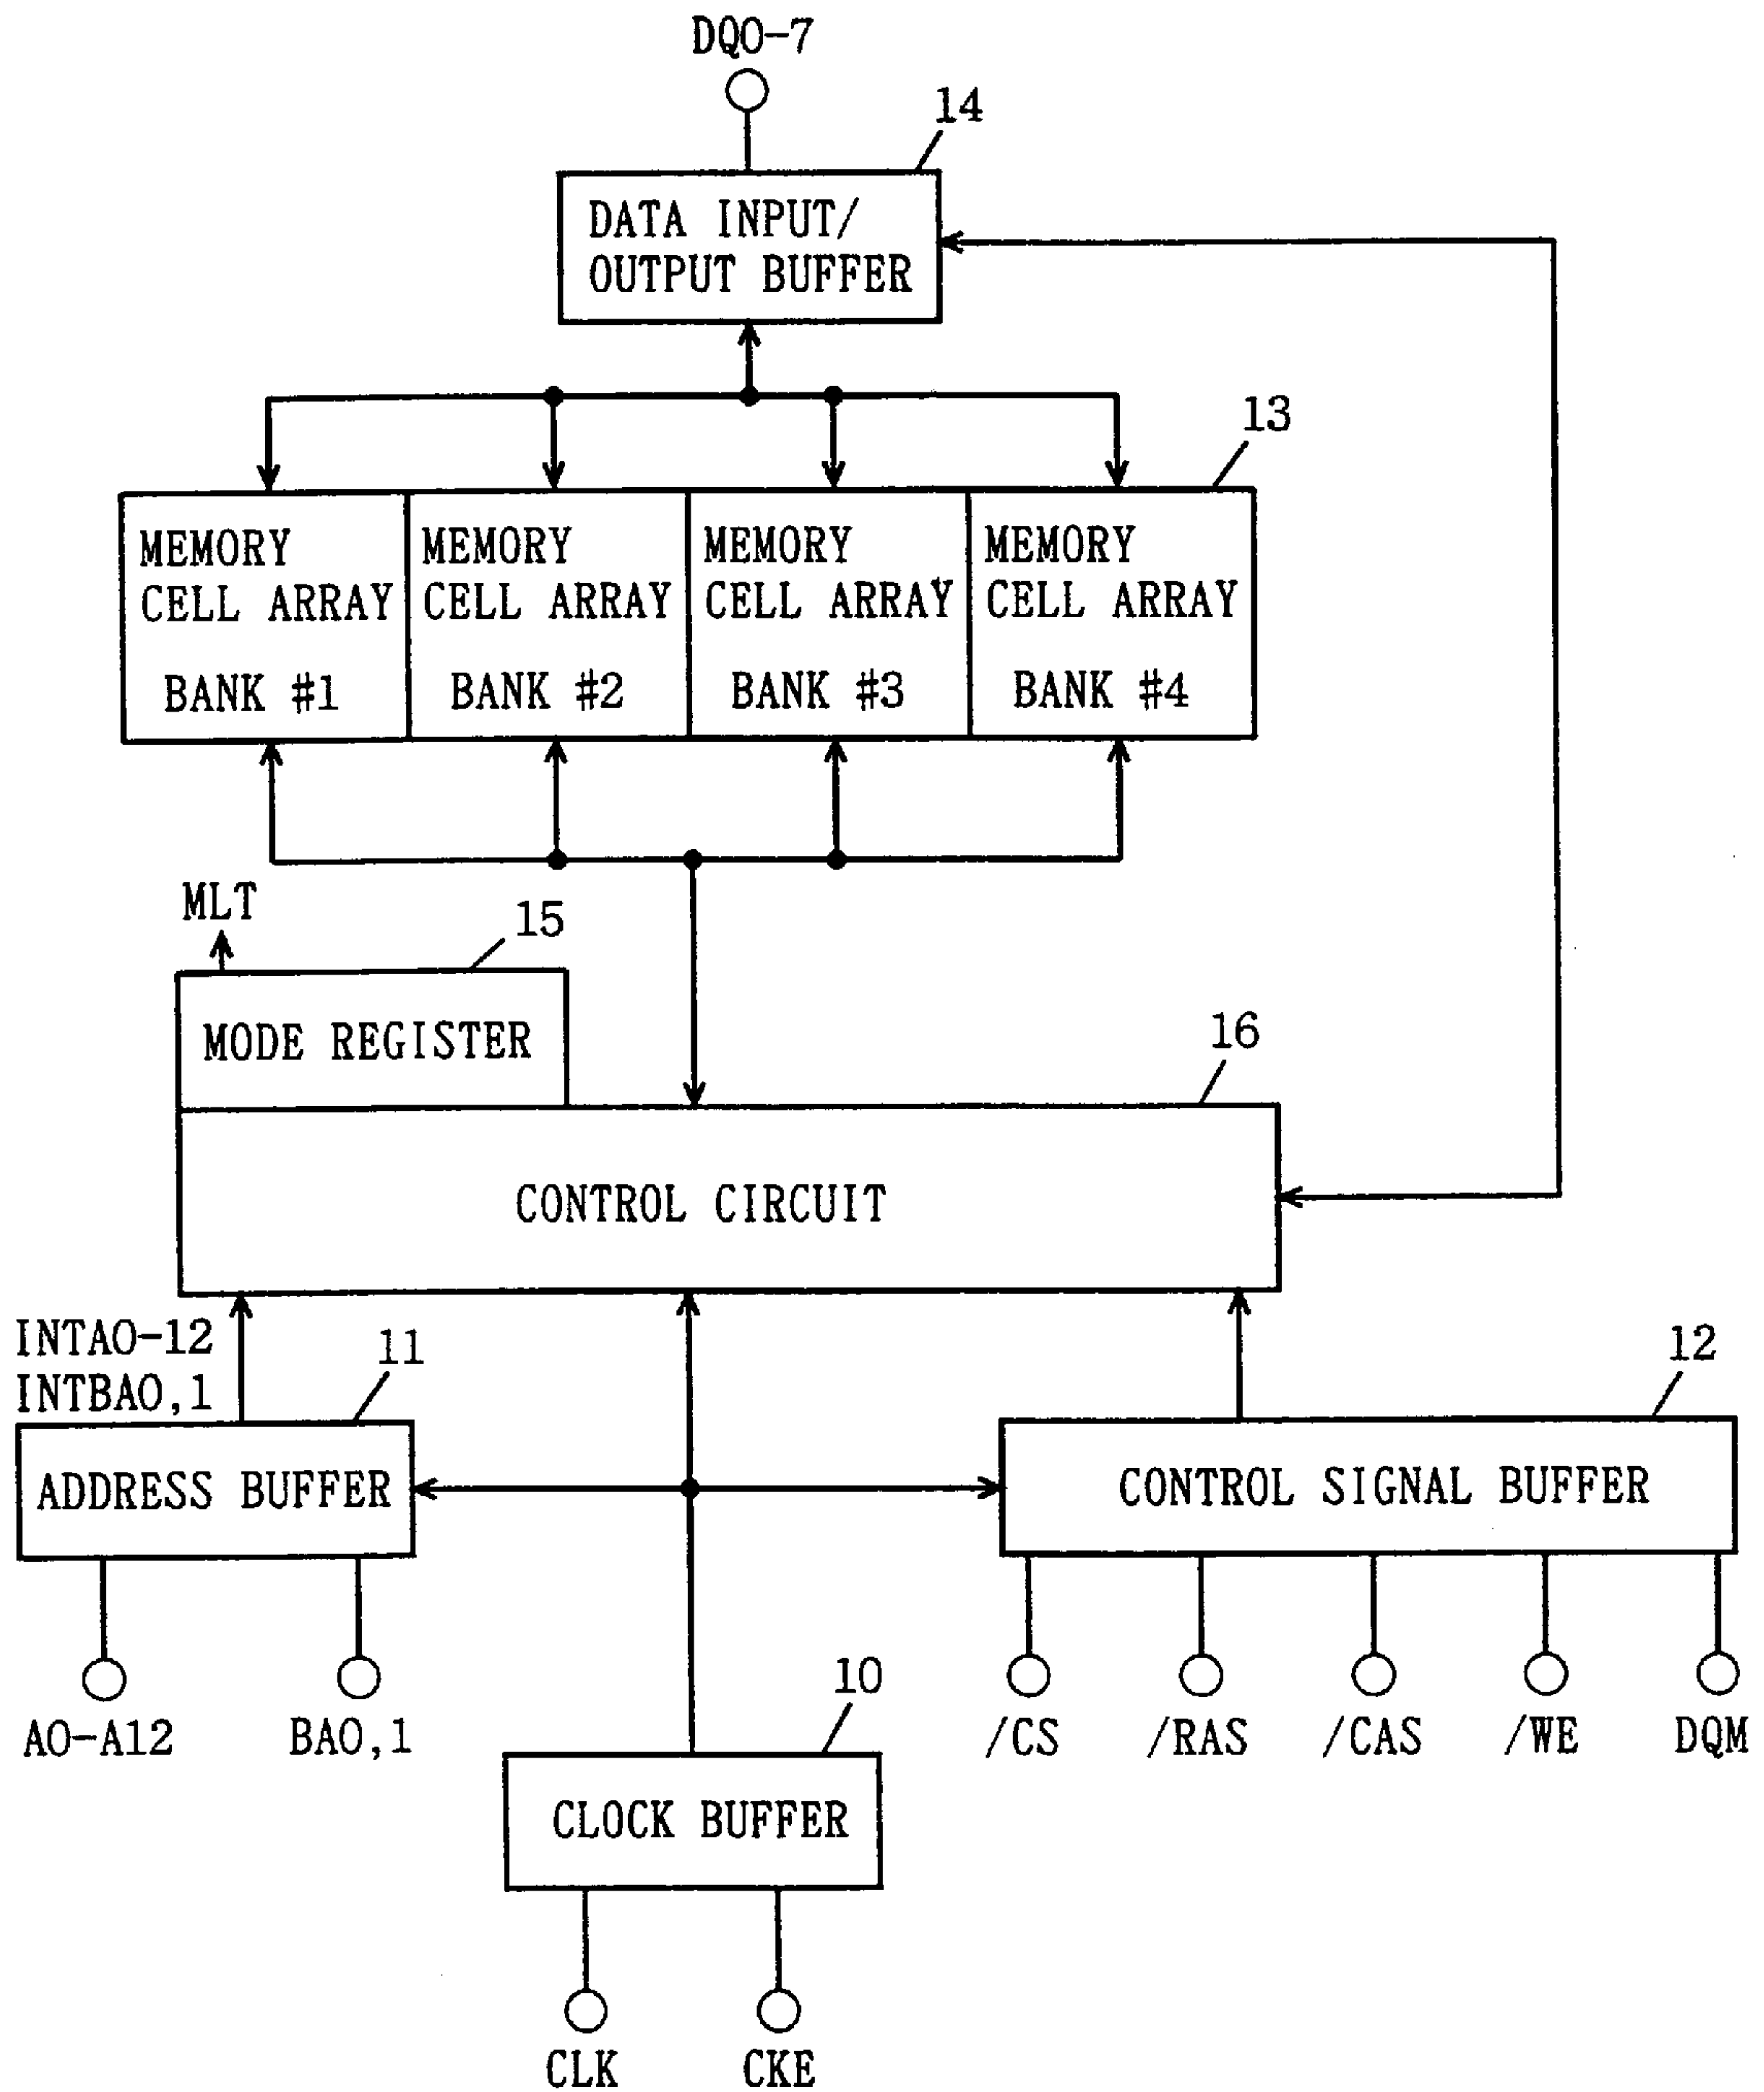 DQ0-7
14
DATA INPUT/
OUTPUT BUFFER
13
MEMORY
CELL ARRAY
BANK #1
MEMORY
CELL ARRAY
BANK #2
MEMORY
CELL ARRAY
BANK #3
MEMORY
CELL ARRAY
BANK #4
MLT
15
MODE REGISTER
16
CONTROL CIRCUIT
INTA0-12
INTBA0,1
11
12
ADDRESS BUFFER
CONTROL SIGNAL BUFFER
A0-A12
BA0,1
10
/CS
/RAS
/CAS
/WE
DQM
CLOCK BUFFER
CLK
CKE